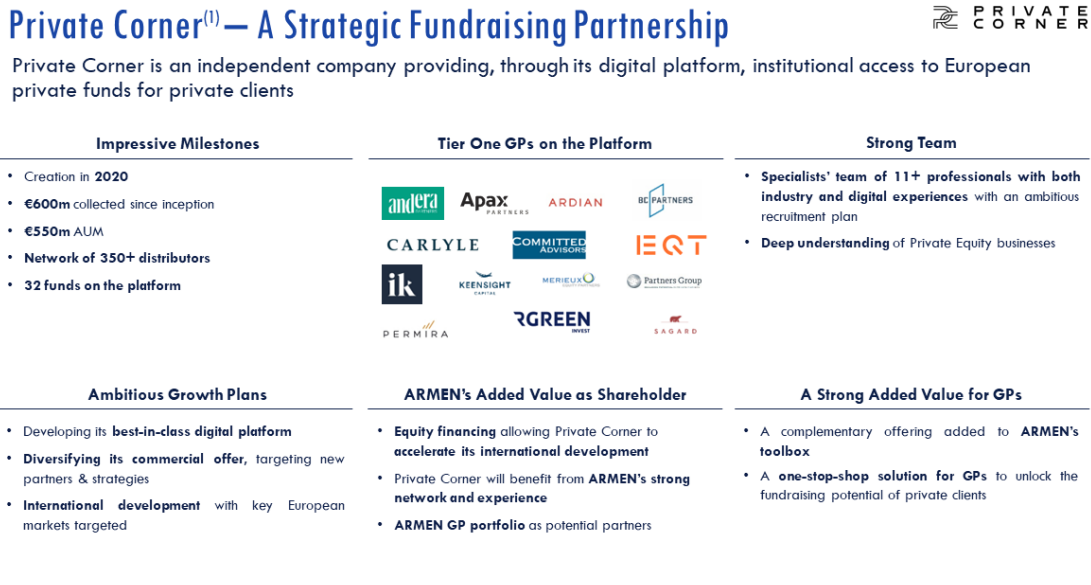 Private Corner(1) – A Strategic Fundraising Partnership
PRIVATE
CORNER
Private Corner is an independent company providing, through its digital platform, institutional access to European
private funds for private clients
Impressive Milestones
• Creation in 2020
• €600m collected since inception
• €550m AUM
• Network of 350+ distributors
• 32 funds on the platform
Tier One GPs on the Platform
andera
Apax
PARTNERS
ARDIAN
BC PARTNERS
CARLYLE
COMMITTED
ADVISORS
EQT
ik
KEENSIGHT
CAPITAL
MERIEUX
EQUITY PARTNERS
Partners Group
PERMIRA
RGREEN
INVEST
SAGARD
Strong Team
• Specialists' team of 11+ professionals with both
industry and digital experiences with an ambitious
recruitment plan
• Deep understanding of Private Equity businesses
Ambitious Growth Plans
• Developing its best-in-class digital platform
• Diversifying its commercial offer, targeting new
partners & strategies
• International development with key European
markets targeted
ARMEN's Added Value as Shareholder
• Equity financing allowing Private Corner to
accelerate its international development
• Private Corner will benefit from ARMEN's strong
network and experience
• ARMEN GP portfolio as potential partners
A Strong Added Value for GPs
• A complementary offering added to ARMEN's
toolbox
• A one-stop-shop solution for GPs to unlock the
fundraising potential of private clients